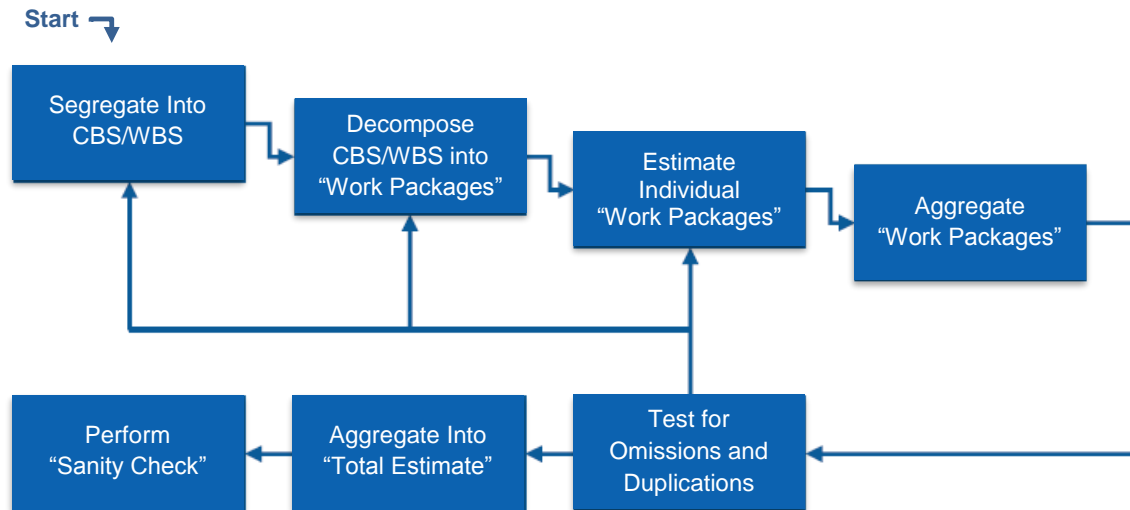 Start
Segregate Into
CBS/WBS
Decompose
CBS/WBS into
“Work Packages”
Estimate
Individual
“Work Packages”
Aggregate
“Work Packages”
Perform
“Sanity Check”
Aggregate Into
“Total Estimate”
Test for
Omissions and
Duplications